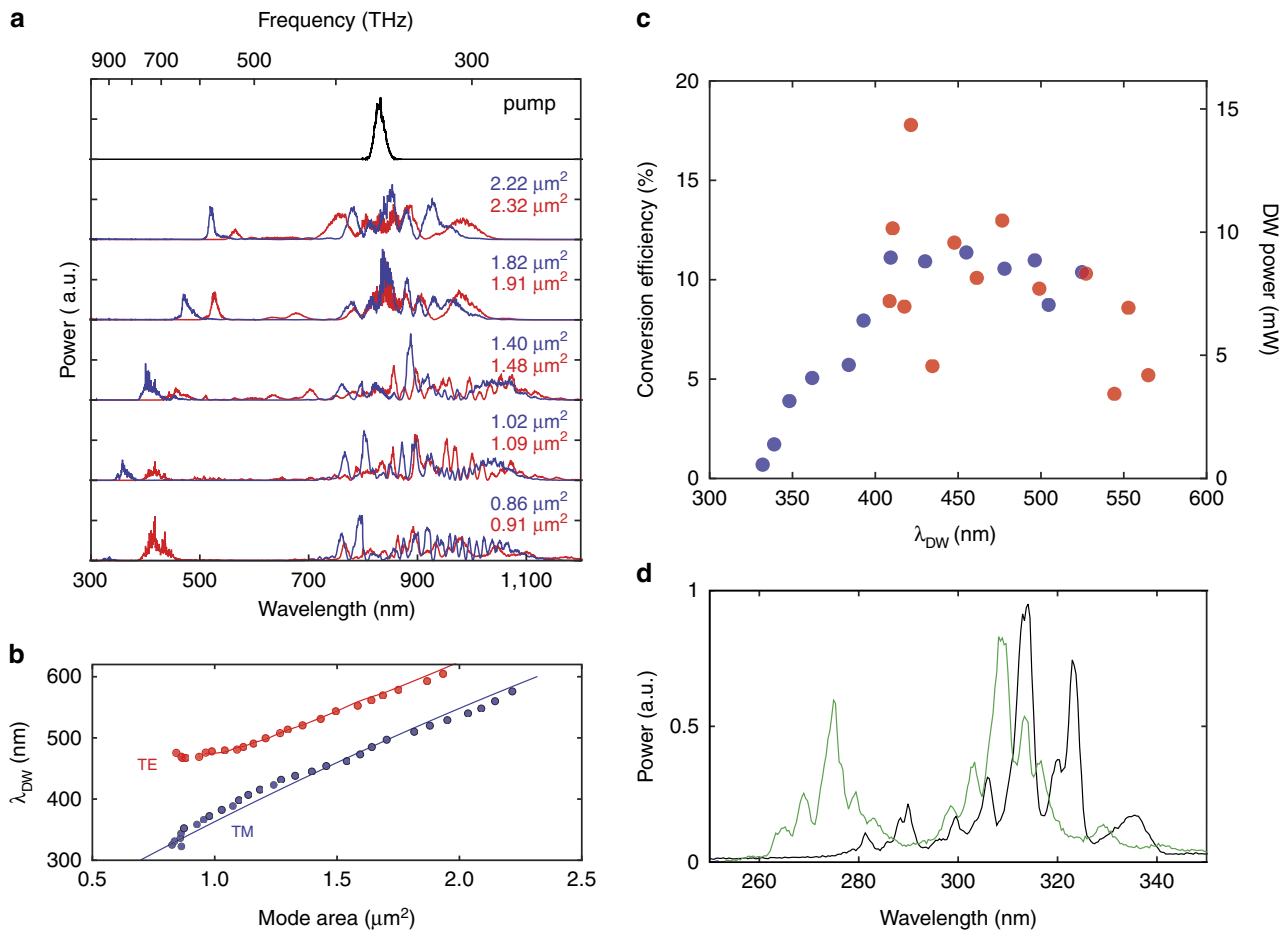 a
Frequency (THz)
900 700 500 300
pump
2.22 μm²
2.32 μm²
1.82 μm²
1.91 μm²
1.40 μm²
1.48 μm²
1.02 μm²
1.09 μm²
0.86 μm²
0.91 μm²
Power ( a.u.)
300 500 700 900 1,100
Wavelength (nm)
b
600
500
400
300
λDW (nm)
TE
TM
0.5 1.0 1.5 2.0 2.5
Mode area (μm²)
c
20
15
10
5
0
Conversion efficiency (%)
15
10
5
0
DW power (mW)
300 350 400 450 500 550 600
λDW (nm)
d
1
0.5
0
Power (a.u.)
260 280 300 320 340
Wavelength (nm)